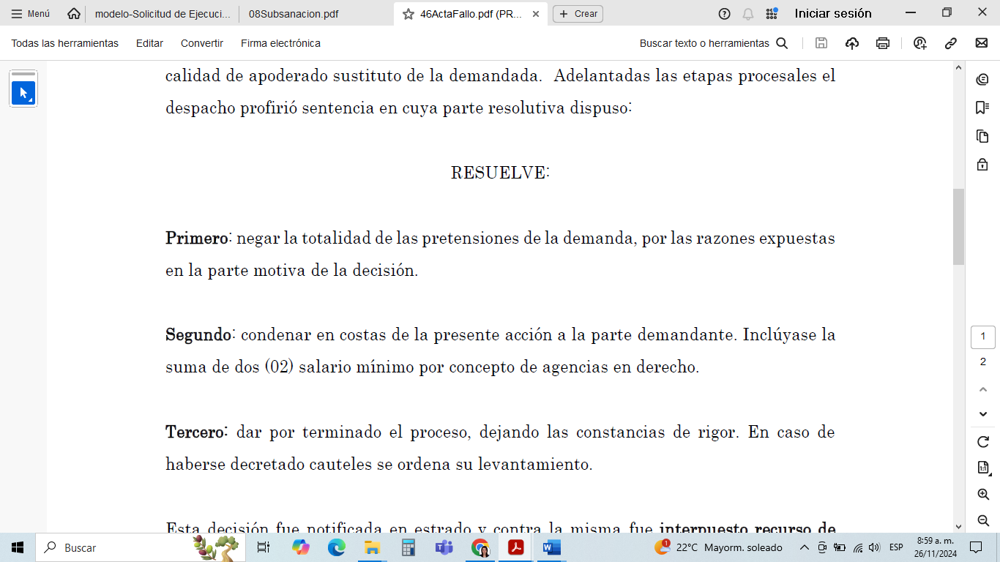 Menú
modelo-Solicitud de Ejecuci...
08Subsanacion.pdf
46ActaFallo.pdf (PR...
Crear
Iniciar sesión
Todas las herramientas
Editar
Convertir
Firma electrónica
Buscar texto o herramientas
calidad de apoderado sustituto de la demandada. Adelantadas las etapas procesales el
despacho profirió sentencia en cuya parte resolutiva dispuso:
RESUELVE:
Primero: negar la totalidad de las pretensiones de la demanda, por las razones expuestas
en la parte motiva de la decisión.
Segundo: condenar en costas de la presente acción a la parte demandante. Inclúyase la
suma de dos (02) salario mínimo por concepto de agencias en derecho.
Tercero: dar por terminado el proceso, dejando las constancias de rigor. En caso de
haberse decretado cauteles se ordena su levantamiento.
Esta decisión fue notificada en estrado y contra la misma fue interpuesto recurso de
1
2
1:1
Buscar
1
22°C Mayorm. soleado
ESP
8:59 a. m.
26/11/2024